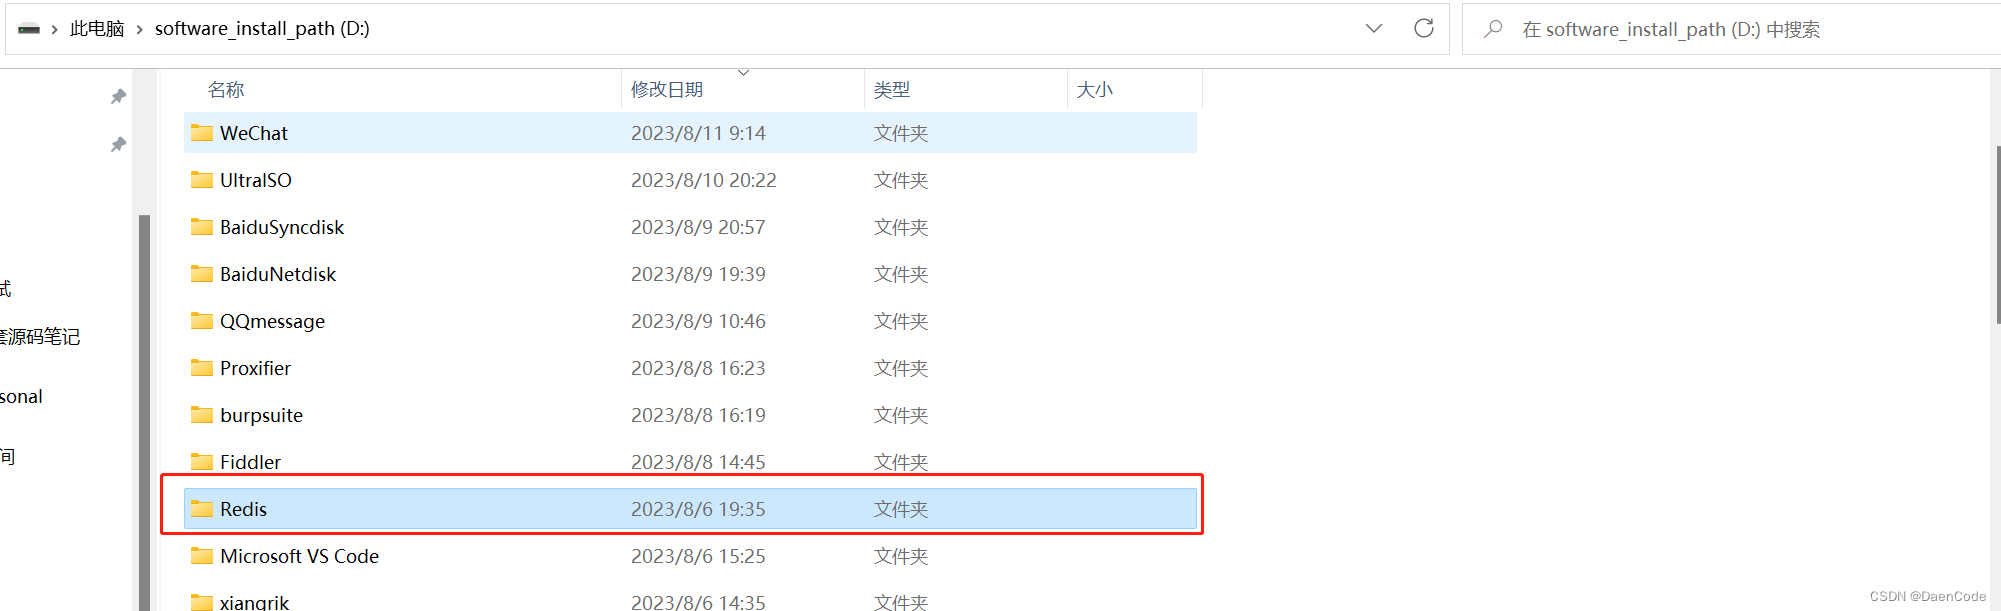 此电脑 › software_install_path (D:)
在 software_install_path (D:) 中搜索
名称 修改日期 类型 大小
WeChat 2023/8/11 9:14 文件夹
UltraISO 2023/8/10 20:22 文件夹
BaiduSyncdisk 2023/8/9 20:57 文件夹
BaiduNetdisk 2023/8/9 19:39 文件夹
试
QQmessage 2023/8/9 10:46 文件夹
套源码笔记
Proxifier 2023/8/8 16:23 文件夹
sonal
burpsuite 2023/8/8 16:19 文件夹
间
Fiddler 2023/8/8 14:45 文件夹
Redis 2023/8/6 19:35 文件夹
Microsoft VS Code 2023/8/6 15:25 文件夹
xiangrik 2023/8/6 14:35 文件夹
CSDN @DaenCode